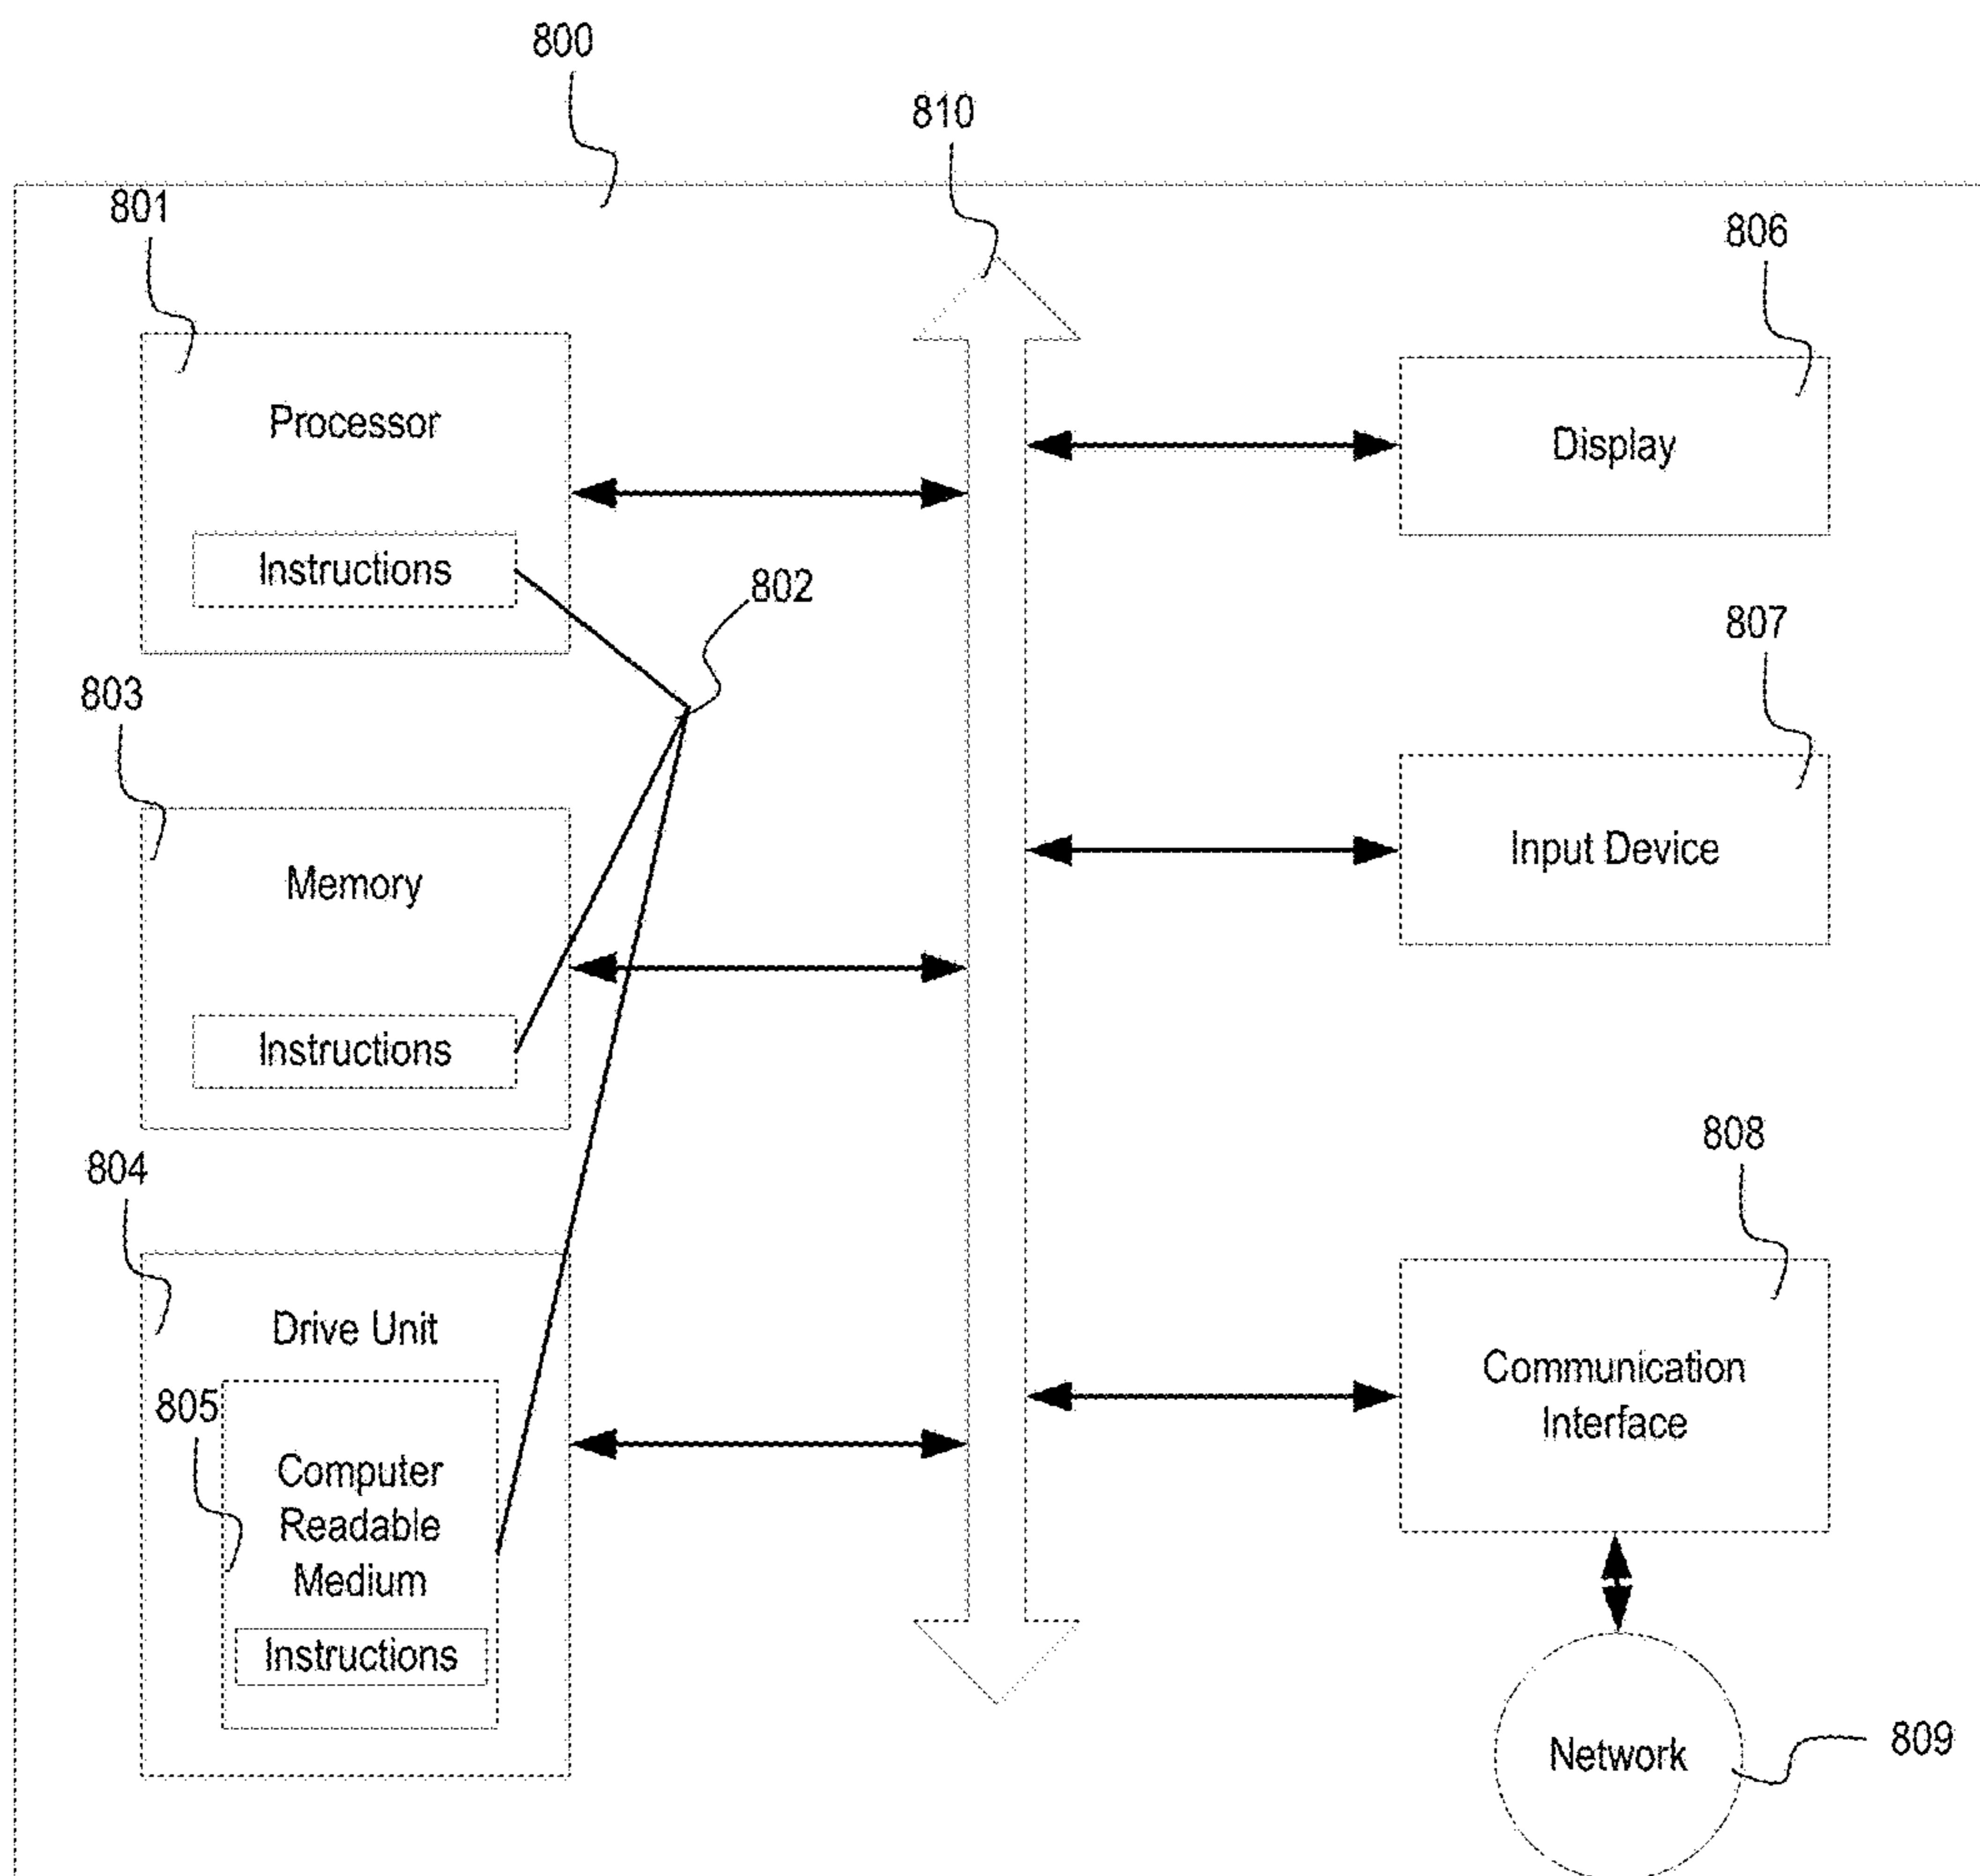 800
810
801
806
Processor
Display
Instructions
802
807
803
Input Device
Memory
Instructions
808
804
Drive Unit
Communication
Interface
805
Computer
Readable
Medium
Instructions
Network
809